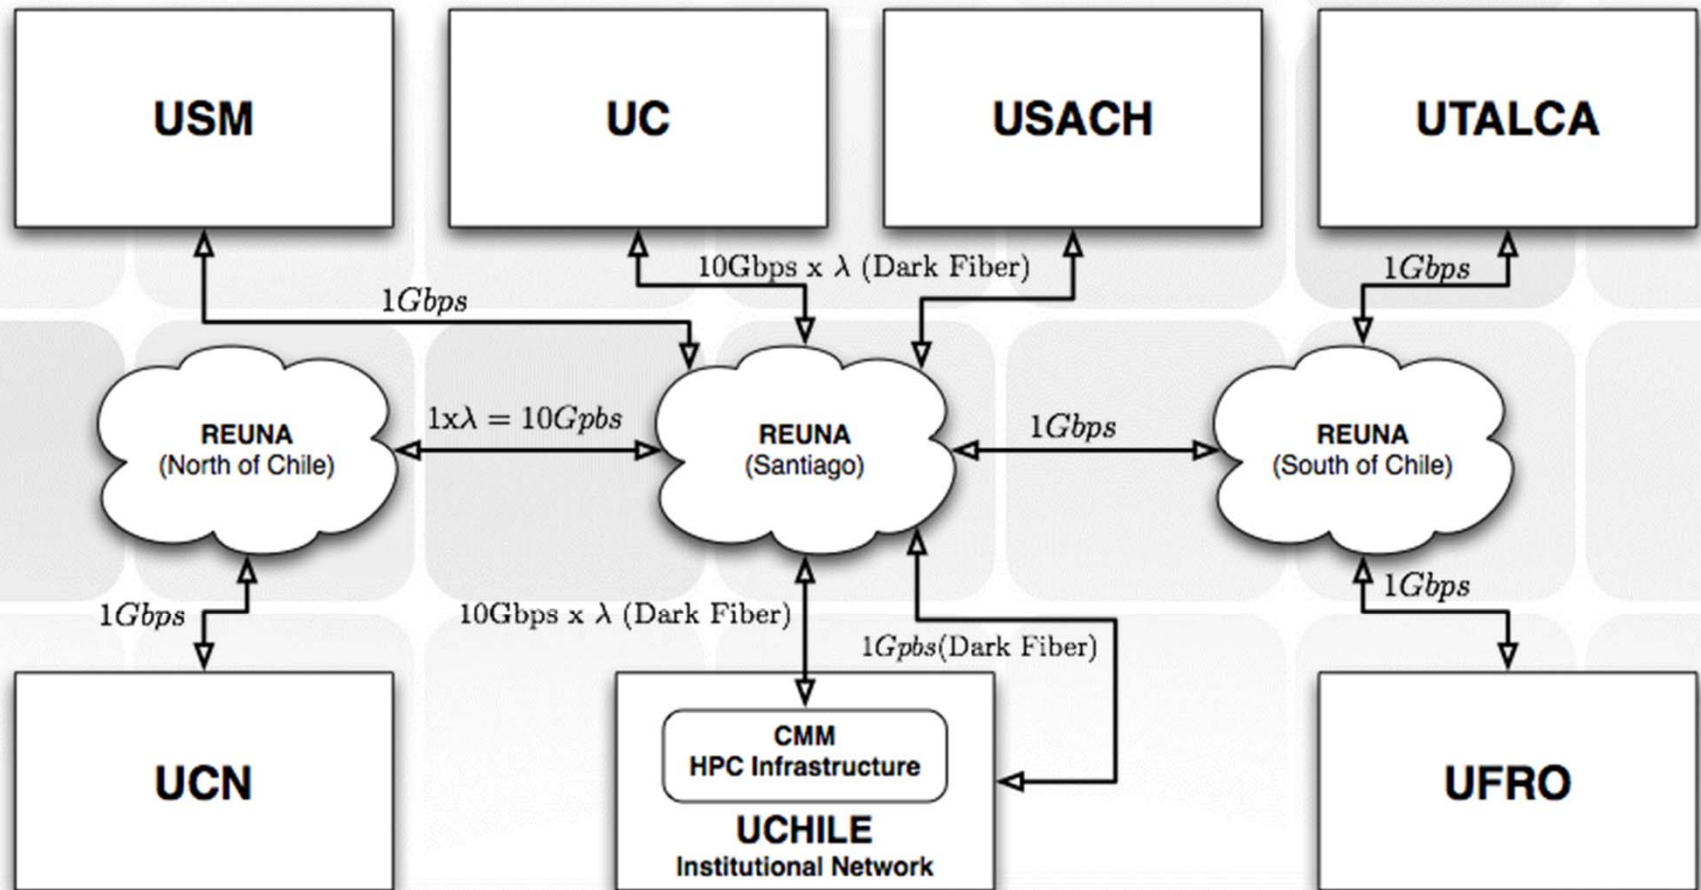 USM
UC
USACH
UTALCA
10Gbps x λ (Dark Fiber)
1Gbps
1Gbps
REUNA
(North of Chile)
1xλ = 10Gpbs
REUNA
(Santiago)
1Gbps
REUNA
(South of Chile)
1Gbps
10Gbps x λ (Dark Fiber)
1Gpbs(Dark Fiber)
1Gbps
UCN
CMM
HPC Infrastructure
UCHILE
Institutional Network
UFRO